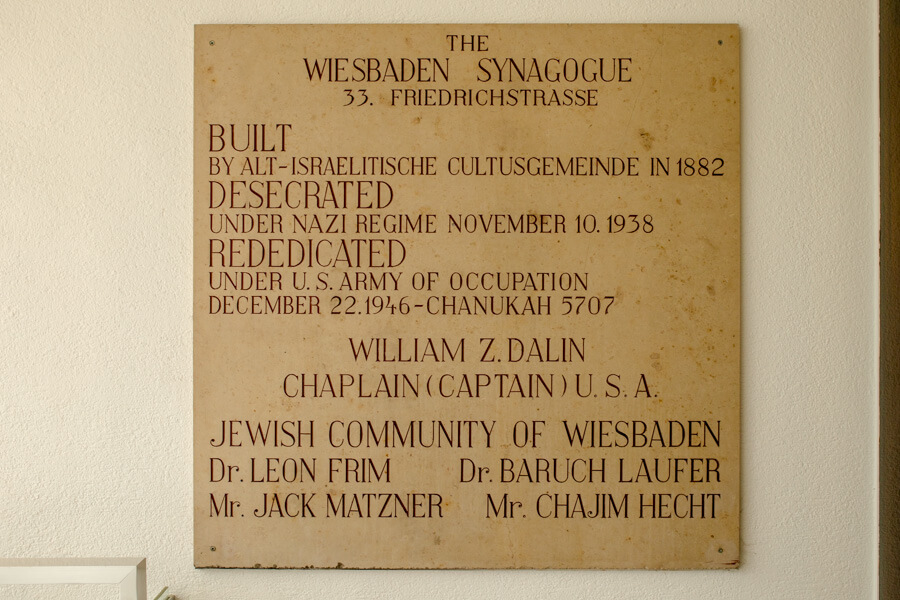 THE
WIESBADEN SYNAGOGUE
33. FRIEDRICHSTRASSE
BUILT
BY ALT-ISRAELITISCHE CULTUSGEMEINDE IN 1882
DESECRATED
UNDER NAZI REGIME NOVEMBER 10. 1938
REDEDICATED
UNDER U. S. ARMY OF OCCUPATION
DECEMBER 22.1946-CHANUKAH 5707
WILLIAM Z. DALIN
CHAPLAIN (CAPTAIN) U. S. A.
JEWISH COMMUNITY OF WIESBADEN
Dr. LEON FRIM Dr. BARUCH LAUFER
Mr. JACK MATZNER Mr. CHAJIM HECHT